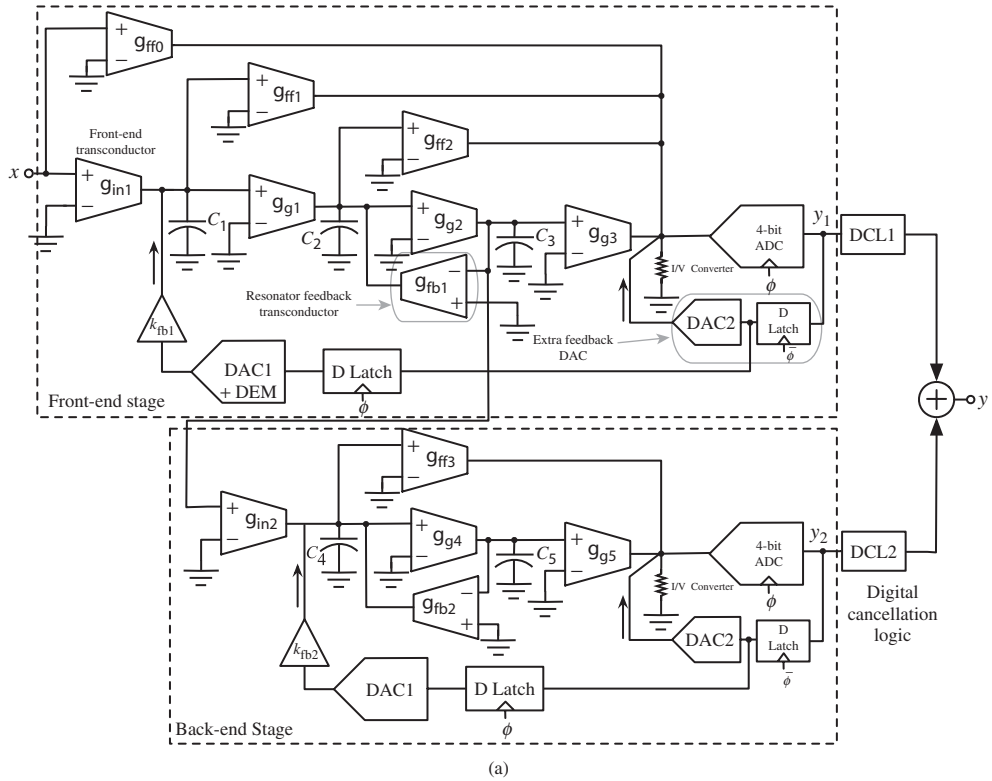 g_ff0
g_ff1
Front-end
transconductor
g_ff2
x
g_in1
C_1
g_g1
C_2
g_g2
C_3
g_g3
4-bit
ADC
ϕ
y_1
DCL1
g_fb1
Resonator feedback
transconductor
I/V Converter
k_fb1
DAC2
D
Latch
ϕ̅
Extra feedback
DAC
DAC1
+ DEM
D Latch
ϕ
Front-end stage
y
g_ff3
g_in2
C_4
g_g4
C_5
g_g5
4-bit
ADC
ϕ
y_2
DCL2
I/V Converter
Digital
cancellation
logic
g_fb2
k_fb2
DAC2
D
Latch
ϕ̅
DAC1
D Latch
ϕ
Back-end Stage
(a)
+ −
+ −
+ −
+ −
+ −
+ −
− +
+ −
+
+ −
+ −
+ −
− +
+ −